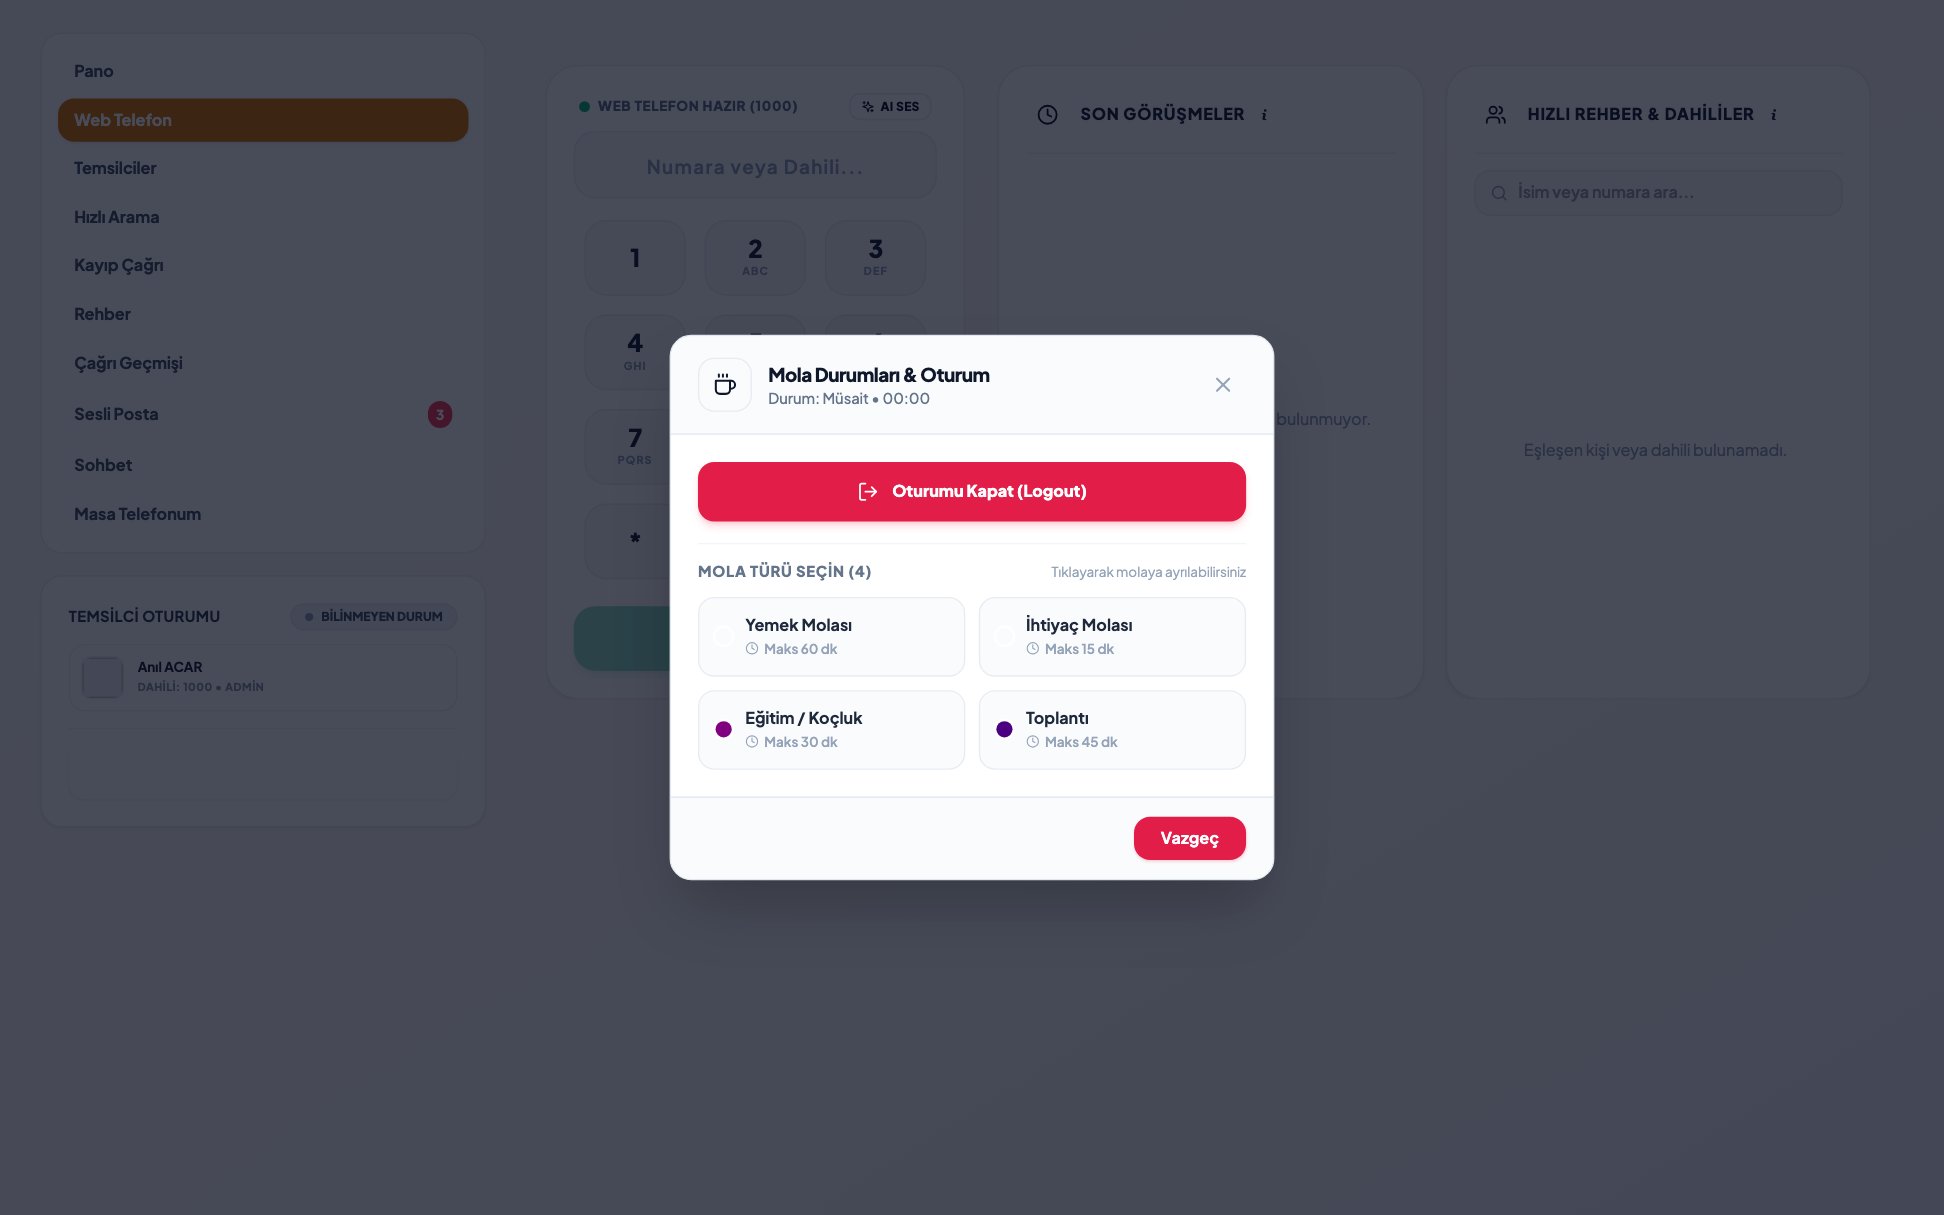 Pano
Web Telefon
Temsilciler
Hızlı Arama
Kayıp Çağrı
Rehber
Çağrı Geçmişi
Sesli Posta 3
Sohbet
Masa Telefonum
TEMSİLCİ OTURUMU BİLİNMEYEN DURUM
Anıl ACAR
DAHİLİ: 1000 • ADMİN
WEB TELEFON HAZIR (1000) AI SES
Numara veya Dahili...
1 2 3
ABC DEF
4
GHI
7
PQRS
*
SON GÖRÜŞMELER i
bulunmuyor.
HIZLI REHBER & DAHİLİLER i
İsim veya numara ara...
Eşleşen kişi veya dahili bulunamadı.
Mola Durumları & Oturum
Durum: Müsait • 00:00
Oturumu Kapat (Logout)
MOLA TÜRÜ SEÇİN (4) Tıklayarak molaya ayrılabilirsiniz
Yemek Molası
Maks 60 dk
İhtiyaç Molası
Maks 15 dk
Eğitim / Koçluk
Maks 30 dk
Toplantı
Maks 45 dk
Vazgeç